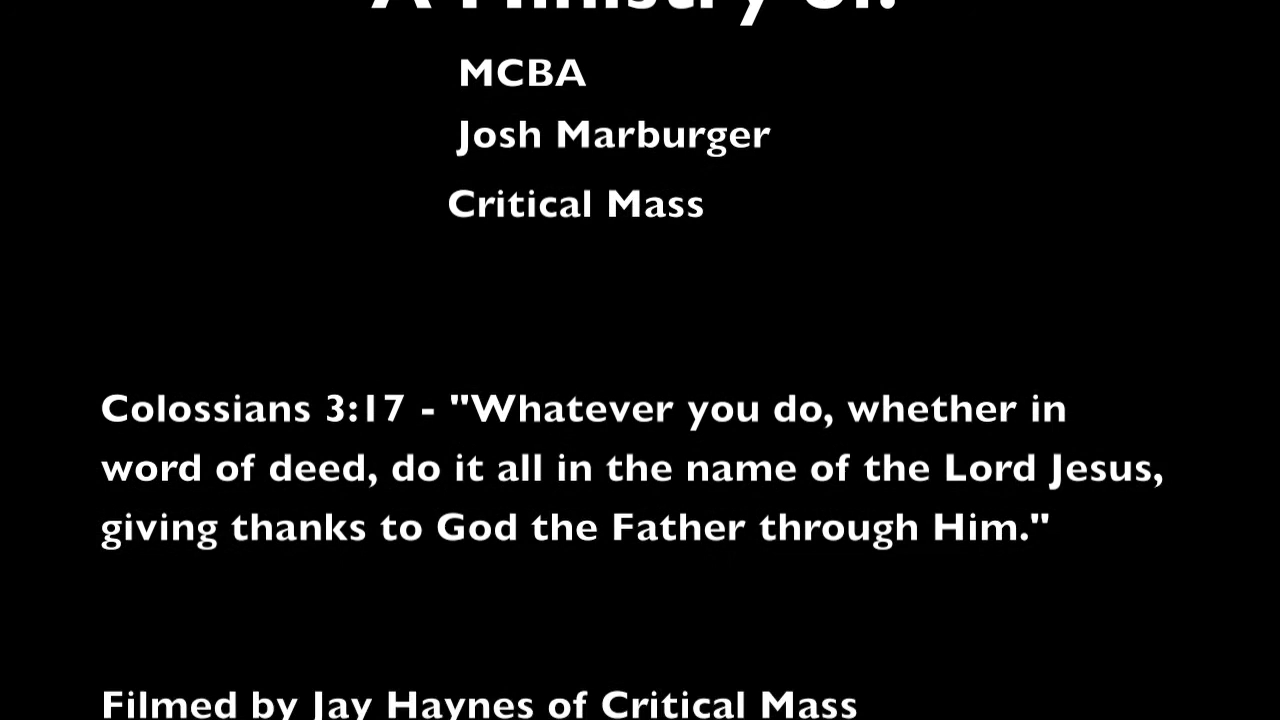 A Ministry of:
MCBA
Josh Marburger
Critical Mass
Colossians 3:17 - "Whatever you do, whether in
word of deed, do it all in the name of the Lord Jesus,
giving thanks to God the Father through Him."
Filmed by Jay Haynes of Critical Mass